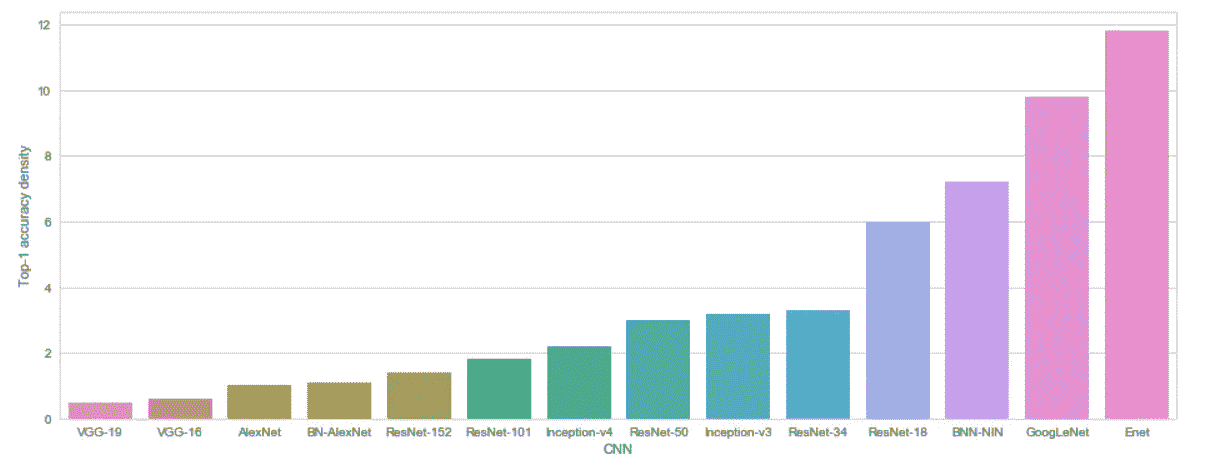 12
10
8
6
4
2
0
Top-1 accuracy density
VGG-19 VGG-16 AlexNet BN-AlexNet ResNet-152 ResNet-101 Inception-v4 ResNet-50 Inception-v3 ResNet-34 ResNet-18 BNN-NIN GoogLeNet Enet
CNN